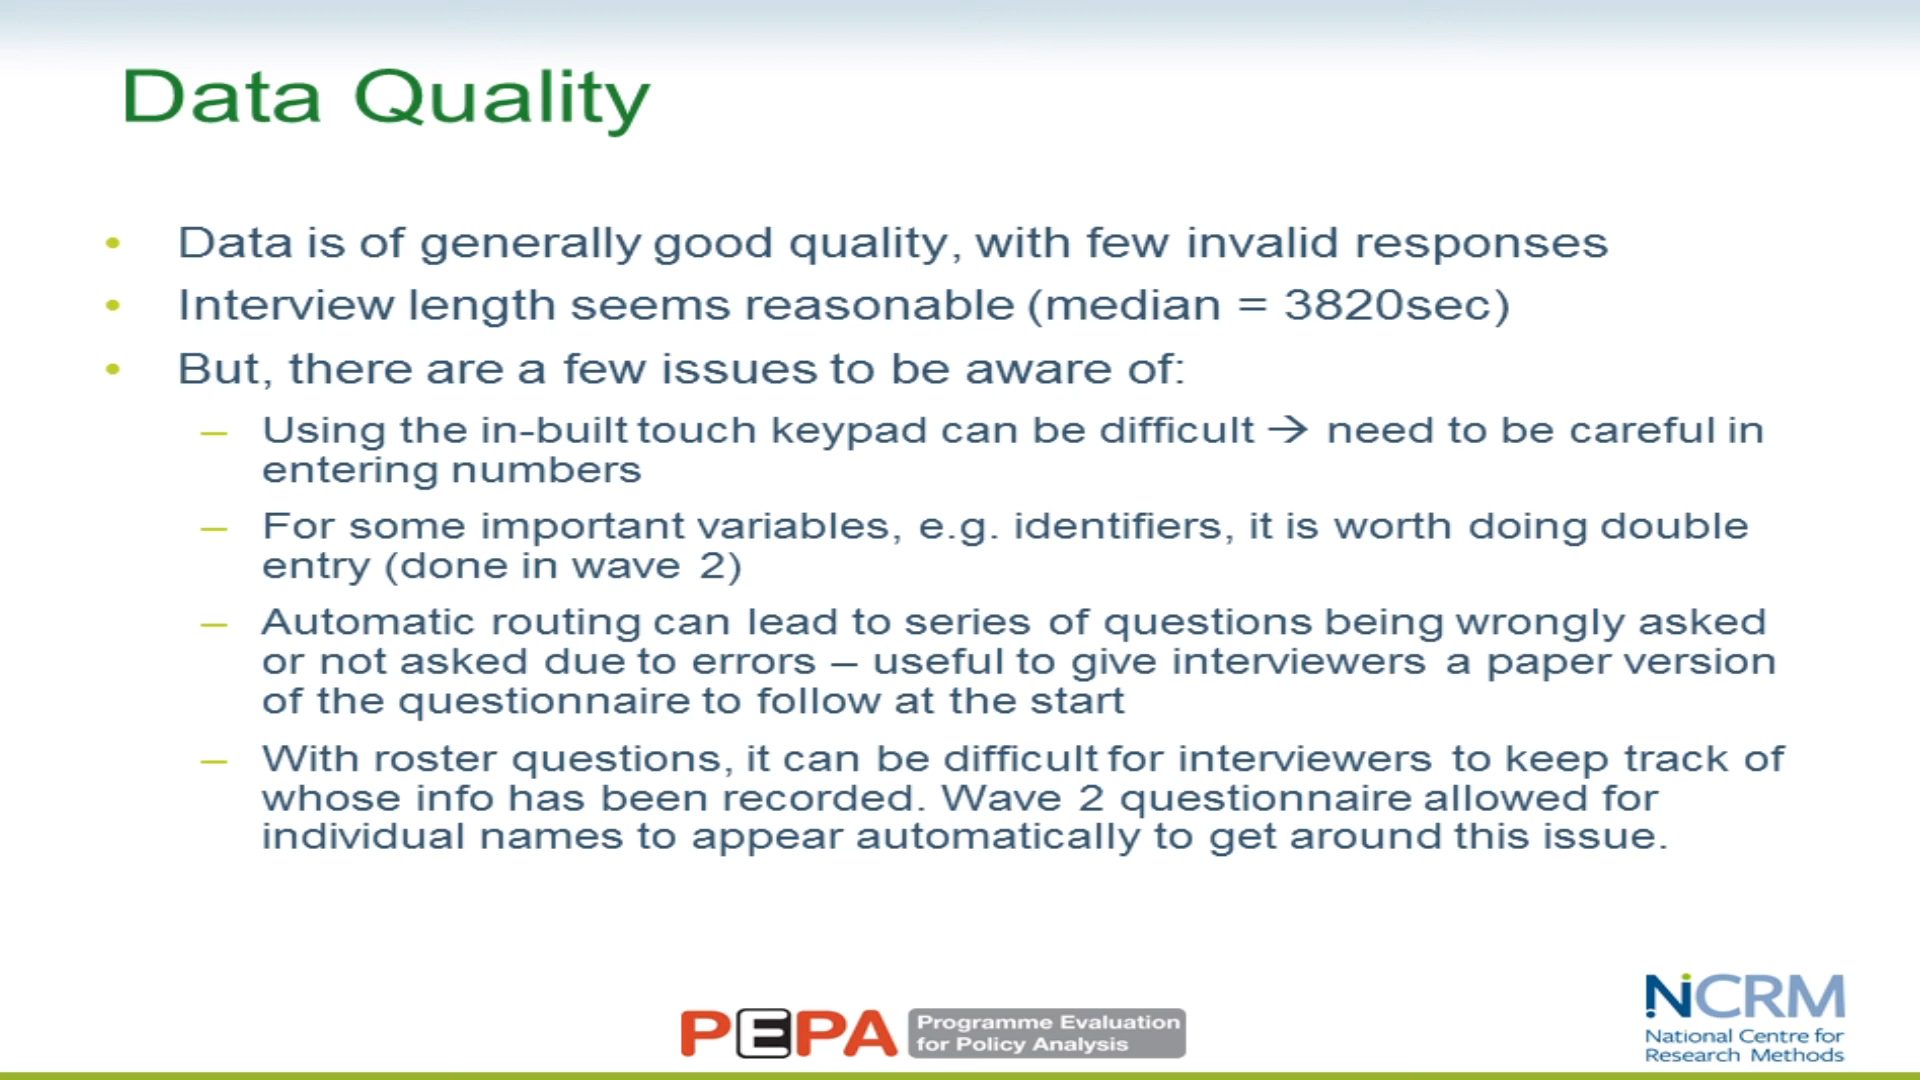 Data Quality
• Data is of generally good quality, with few invalid responses
• Interview length seems reasonable (median = 3820sec)
• But, there are a few issues to be aware of:
– Using the in-built touch keypad can be difficult → need to be careful in
entering numbers
– For some important variables, e.g. identifiers, it is worth doing double
entry (done in wave 2)
– Automatic routing can lead to series of questions being wrongly asked
or not asked due to errors – useful to give interviewers a paper version
of the questionnaire to follow at the start
– With roster questions, it can be difficult for interviewers to keep track of
whose info has been recorded. Wave 2 questionnaire allowed for
individual names to appear automatically to get around this issue.
PEPA
Programme Evaluation
for Policy Analysis
NCRM
National Centre for
Research Methods